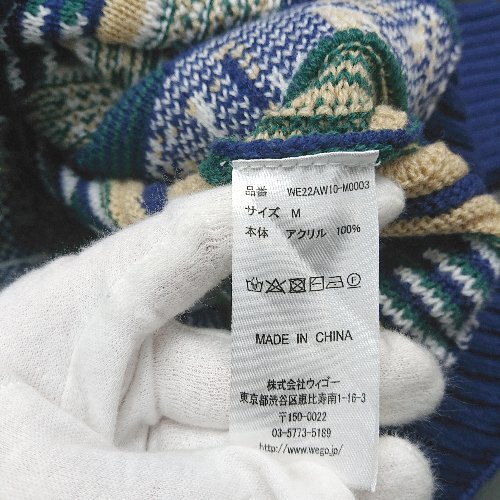 品番 WE22AW10-M0003
サイズ M
本体 アクリル 100%
MADE IN CHINA
株式会社ウィゴー
東京都渋谷区恵比寿南1-16-3
〒150-0022
03-5773-5189
http://www.wego.jp/